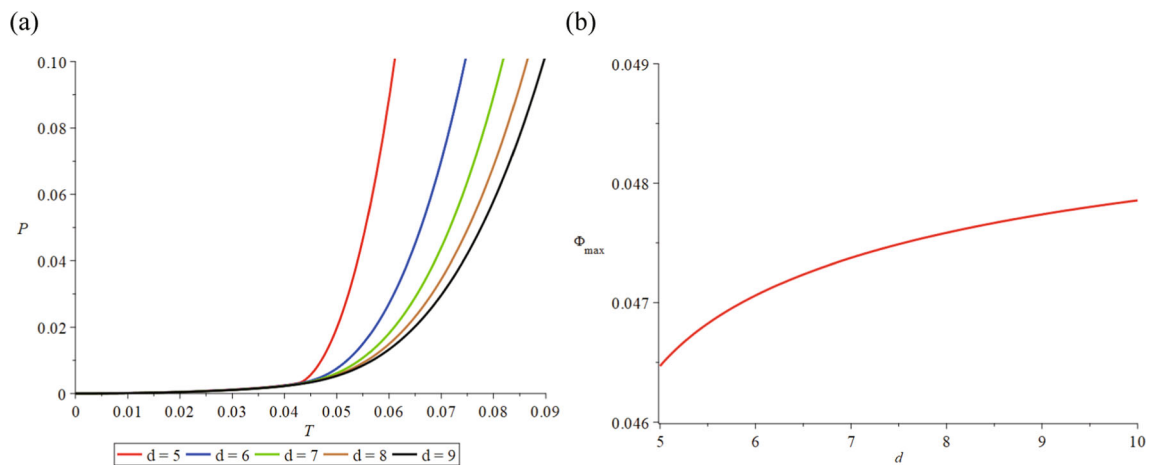 (a)
0.10
0.08
0.06
P
0.04
0.02
0
0 0.01 0.02 0.03 0.04 0.05 0.06 0.07 0.08 0.09
T
d = 5 d = 6 d = 7 d = 8 d = 9
(b)
0.049
0.048
Φmax
0.047
0.046
5 6 7 8 9 10
d